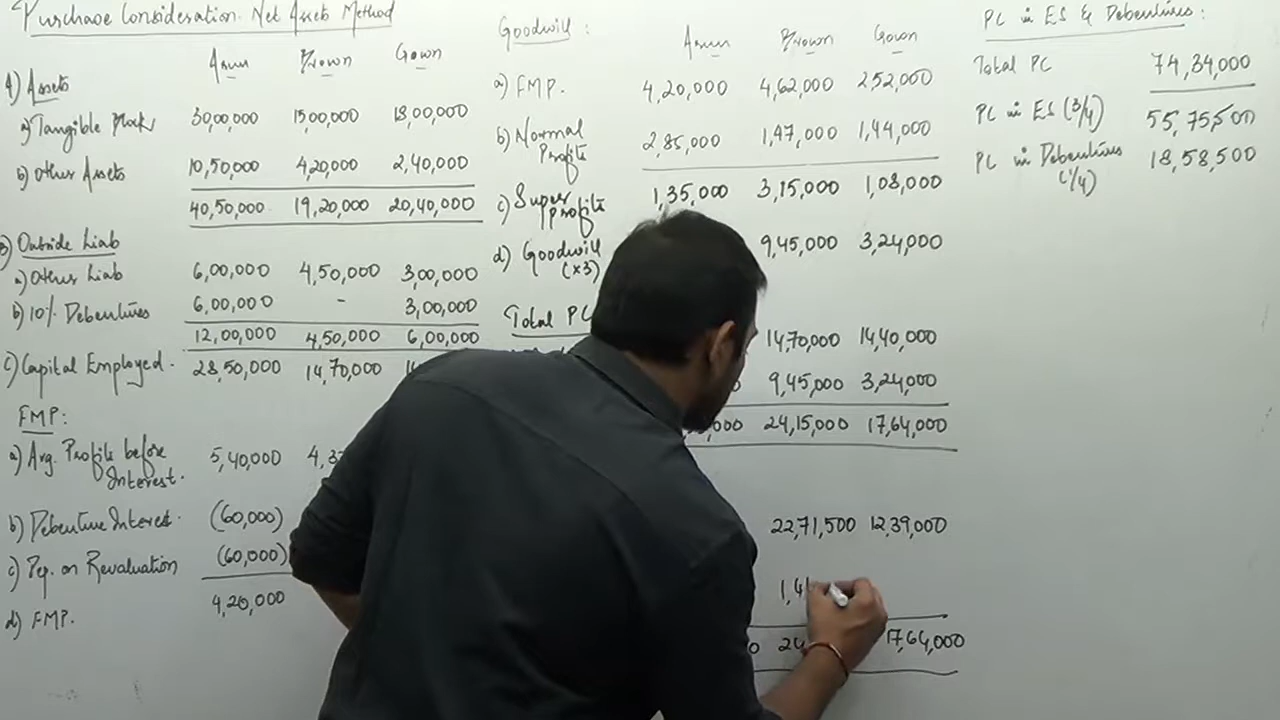 Purchase Consideration. Net Assets Method
Arun Brown Gown
A) Assets
a) Tangible Block 30,00,000 15,00,000 18,00,000
b) Other Assets 10,50,000 4,20,000 2,40,000
40,50,000 19,20,000 20,40,000
B) Outside Liab
a) Other Liab 6,00,000 4,50,000 3,00,000
b) 10% Debentures 6,00,000 - 3,00,000
12,00,000 4,50,000 6,00,000
C) Capital Employed. 28,50,000 14,70,000
FMP:
a) Avg. Profits before 5,40,000
Interest.
b) Debenture Interest. (60,000)
c) Dep. on Revaluation (60,000)
d) FMP. 4,20,000
Goodwill:
Arun Brown Gown
a) FMP. 4,20,000 4,62,000 2,52,000
b) Normal 2,85,000 1,47,000 1,44,000
Profits
c) Super 1,35,000 3,15,000 1,08,000
Profits
d) Goodwill 9,45,000 3,24,000
(×3)
Total PC
14,70,000 14,40,000
9,45,000 3,24,000
24,15,000 17,64,000
22,71,500 12,39,000
17,64,000
PC in ES & Debentures:
Total PC 74,34,000
PC in ES (3/4) 55,75,500
PC in Debentures 18,58,500
(1/4)